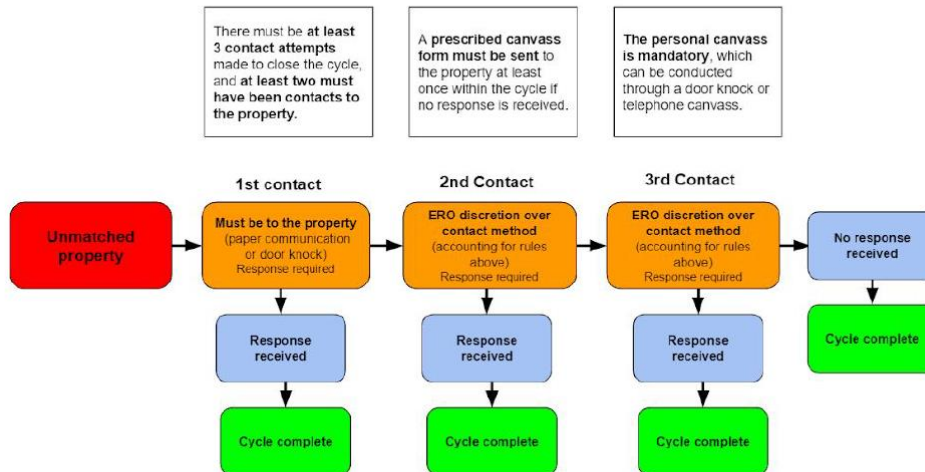 There must be at least
3 contact attempts
made to close the cycle,
and at least two must
have been contacts to
the property.
A prescribed canvass
form must be sent to
the property at least
once within the cycle if
no response is received.
The personal canvass
is mandatory, which
can be conducted
through a door knock or
telephone canvass.
1st contact
2nd Contact
3rd Contact
Unmatched
property
Must be to the property
(paper communication
or door knock)
Response required
ERO discretion over
contact method
(accounting for rules
above)
Response required
ERO discretion over
contact method
(accounting for rules
above)
Response required
No response
received
Response
received
Response
received
Response
received
Cycle complete
Cycle complete
Cycle complete
Cycle complete